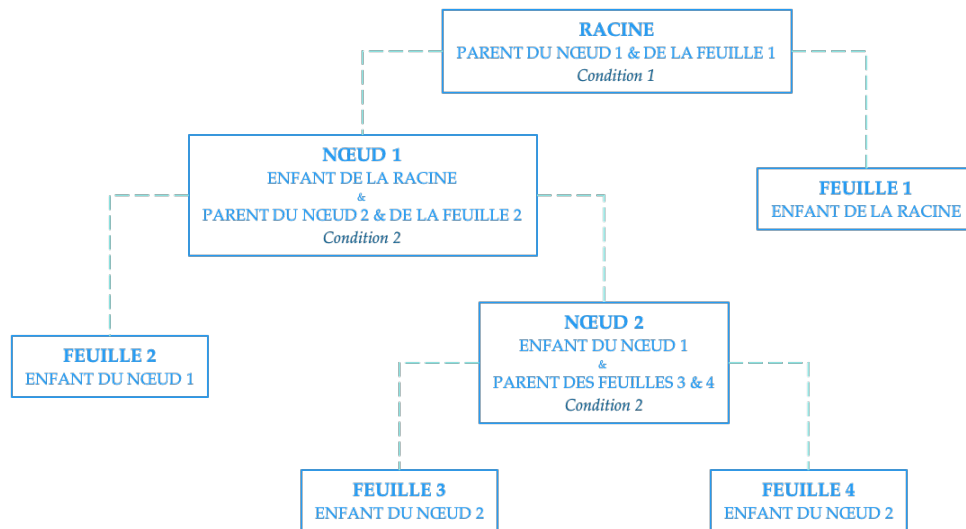 RACINE
PARENT DU NŒUD 1 & DE LA FEUILLE 1
Condition 1
NŒUD 1
ENFANT DE LA RACINE
&
PARENT DU NŒUD 2 & DE LA FEUILLE 2
Condition 2
FEUILLE 1
ENFANT DE LA RACINE
NŒUD 2
ENFANT DU NŒUD 1
&
PARENT DES FEUILLES 3 & 4
Condition 2
FEUILLE 2
ENFANT DU NŒUD 1
FEUILLE 3
ENFANT DU NŒUD 2
FEUILLE 4
ENFANT DU NŒUD 2